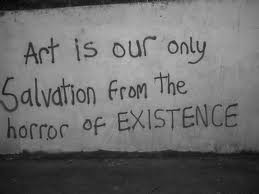 Art is our only
Salvation from the
horror of EXISTENCE